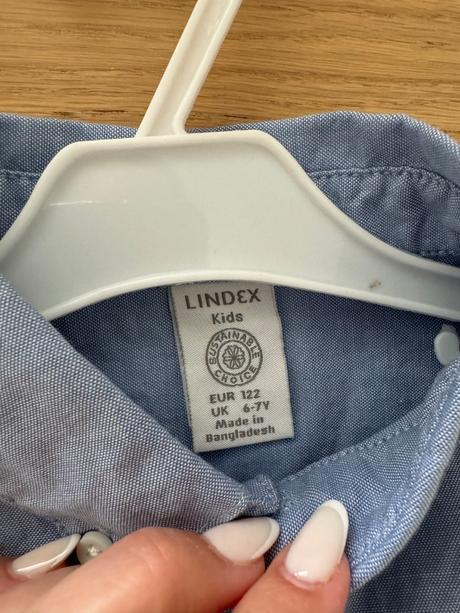 LINDEX
Kids
SUSTAINABLE
CHOICE
EUR 122
UK 6-7Y
Made in
Bangladesh